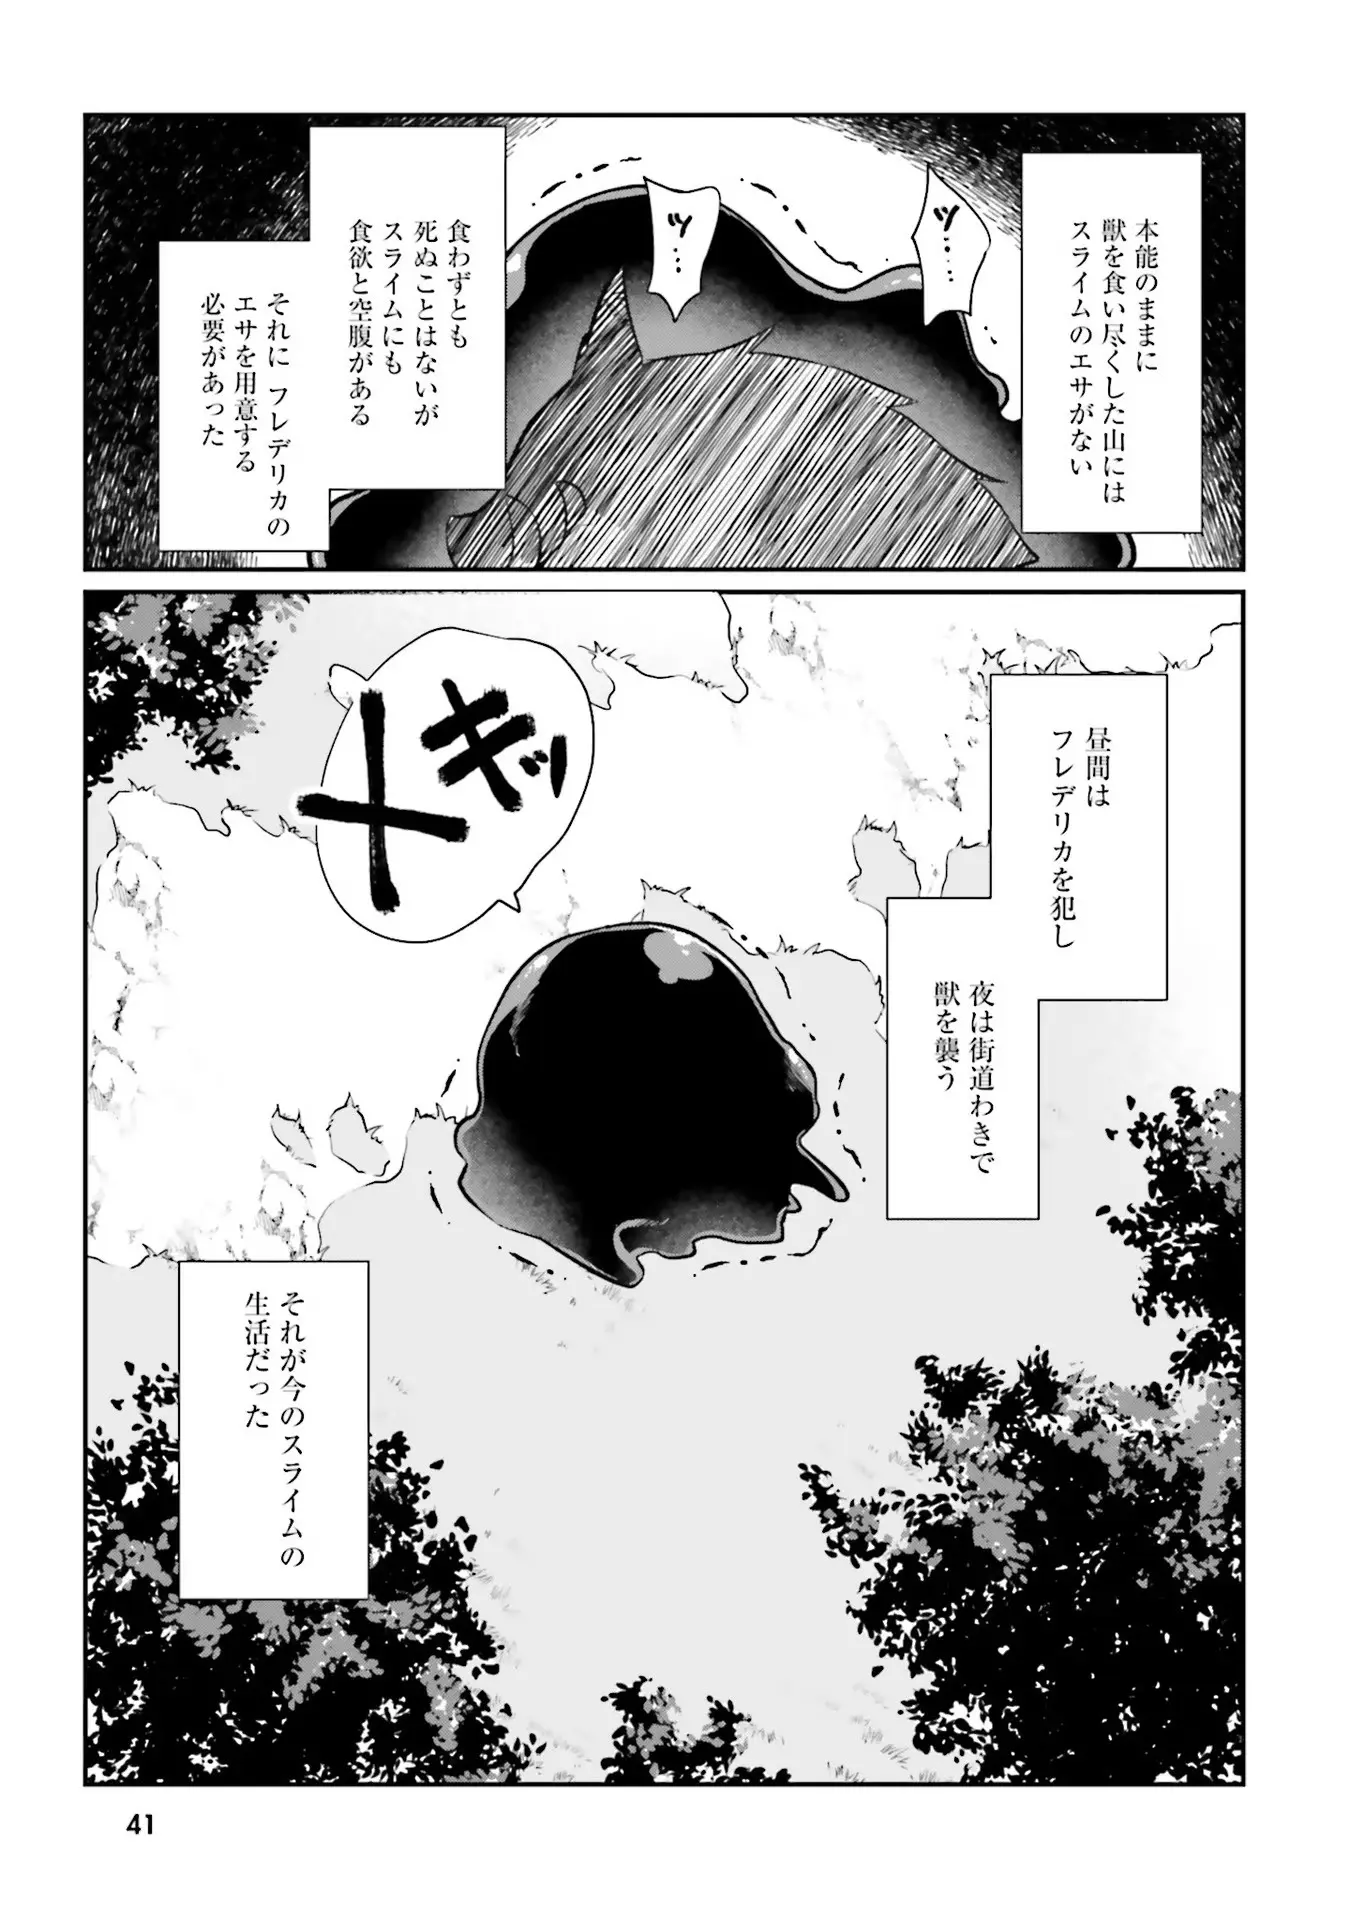 本能のままに
獣を食い尽くした山には
スライムのエサがない
ッ…
ッ…
食わずとも
死ぬことはないが
スライムにも
食欲と空腹がある
それに フレデリカの
エサを用意する
必要があった
昼間は
フレデリカを犯し
夜は街道わきで
獣を襲う
ギッ
それが今のスライムの
生活だった
41